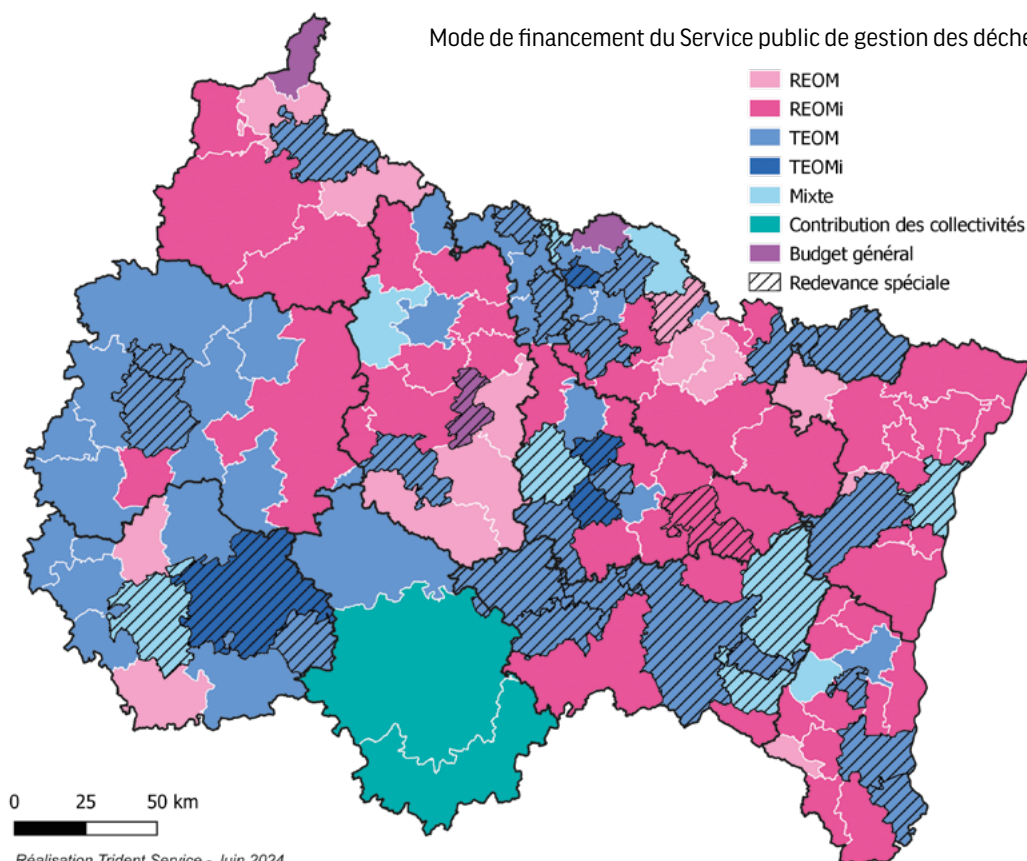 Mode de financement du Service public de gestion des déche
REOM
REOMi
TEOM
TEOMi
Mixte
Contribution des collectivités
Budget général
Redevance spéciale
0 25 50 km
Réalisation Trident Service - Juin 2024